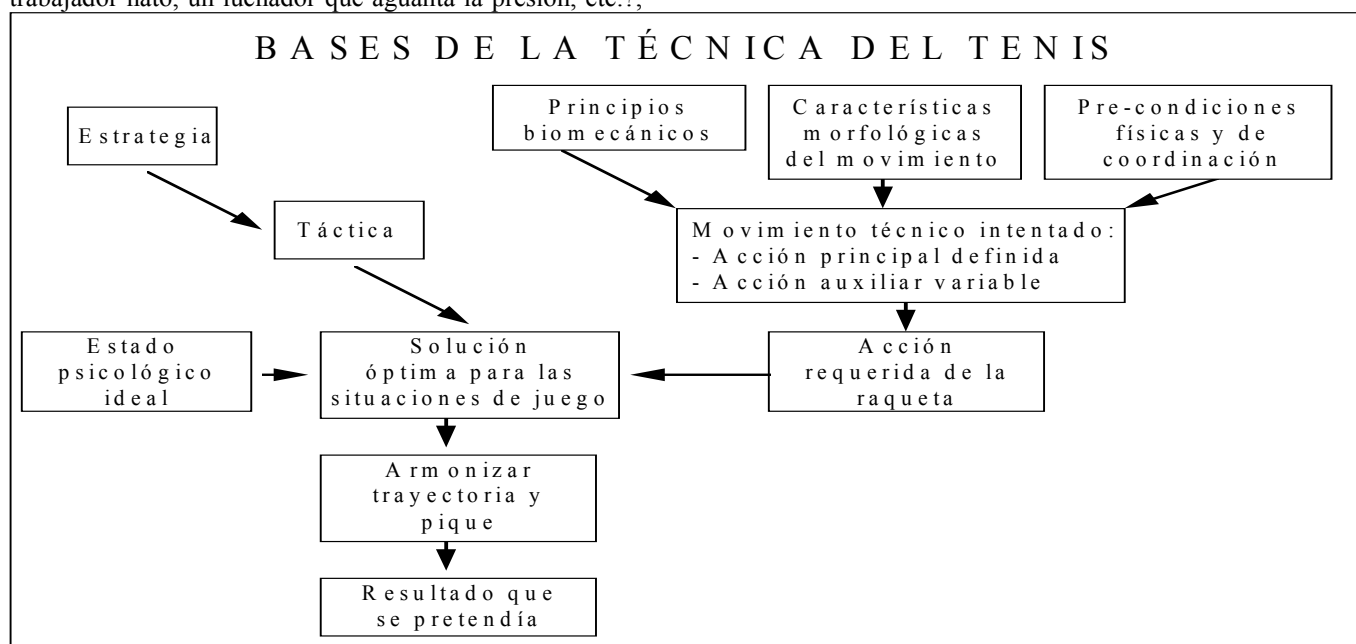 trabajador nato, un luchador que aguanta la presión, etc.?,
BASES DE LA TÉCNICA DEL TENIS
Estrategia
Principios
biomecánicos
Característícas
morfológicas
del movimiento
Pre-condiciones
físicas y de
coordinación
Táctica
Movimiento técnico intentado:
- Acción principal definida
- Acción auxiliar variable
Estado
psicológico
ideal
Solución
óptima para las
situaciones de juego
Acción
requerida de la
raqueta
Armonizar
trayectoria y
pique
Resultado que
se pretendía